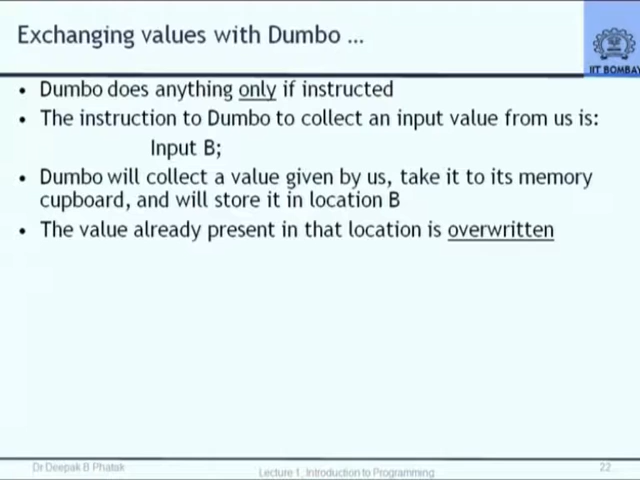 Exchanging values with Dumbo ...
IIT BOMBAY
• Dumbo does anything only if instructed
• The instruction to Dumbo to collect an input value from us is:
Input B;
• Dumbo will collect a value given by us, take it to its memory
cupboard, and will store it in location B
• The value already present in that location is overwritten
Dr Deepak B Phatak
Lecture 1, Introduction to Programming
22